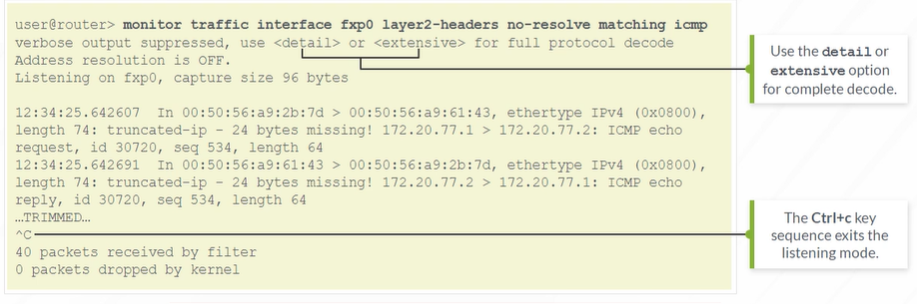 user@router> monitor traffic interface fxp0 layer2-headers no-resolve matching icmp
verbose output suppressed, use <detail> or <extensive> for full protocol decode
Address resolution is OFF.
Listening on fxp0, capture size 96 bytes
12:34:25.642607  In 00:50:56:a9:2b:7d > 00:50:56:a9:61:43, ethertype IPv4 (0x0800),
length 74: truncated-ip - 24 bytes missing! 172.20.77.1 > 172.20.77.2: ICMP echo
request, id 30720, seq 534, length 64
12:34:25.642691  In 00:50:56:a9:61:43 > 00:50:56:a9:2b:7d, ethertype IPv4 (0x0800),
length 74: truncated-ip - 24 bytes missing! 172.20.77.2 > 172.20.77.1: ICMP echo
reply, id 30720, seq 534, length 64
…TRIMMED…
^C
40 packets received by filter
0 packets dropped by kernel
Use the detail or
extensive option
for complete decode.
The Ctrl+c key
sequence exits the
listening mode.